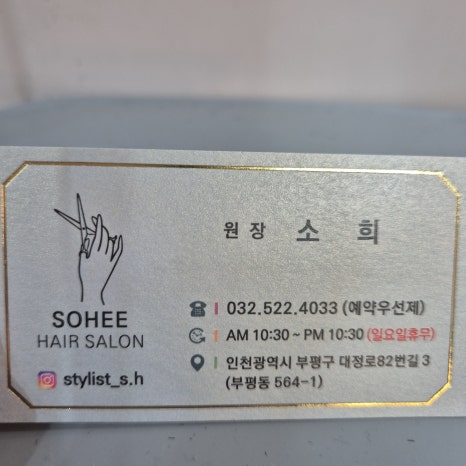 원장 소 희
SOHEE
HAIR SALON
stylist_s.h
032.522.4033 (예약우선제)
AM 10:30 ~ PM 10:30 (일요일휴무)
인천광역시 부평구 대정로82번길 3
(부평동 564-1)